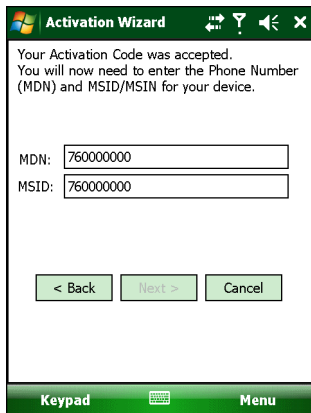 Activation Wizard
Your Activation Code was accepted.
You will now need to enter the Phone Number
(MDN) and MSID/MSIN for your device.
MDN: 760000000
MSID: 760000000
< Back Next > Cancel
Keypad Menu